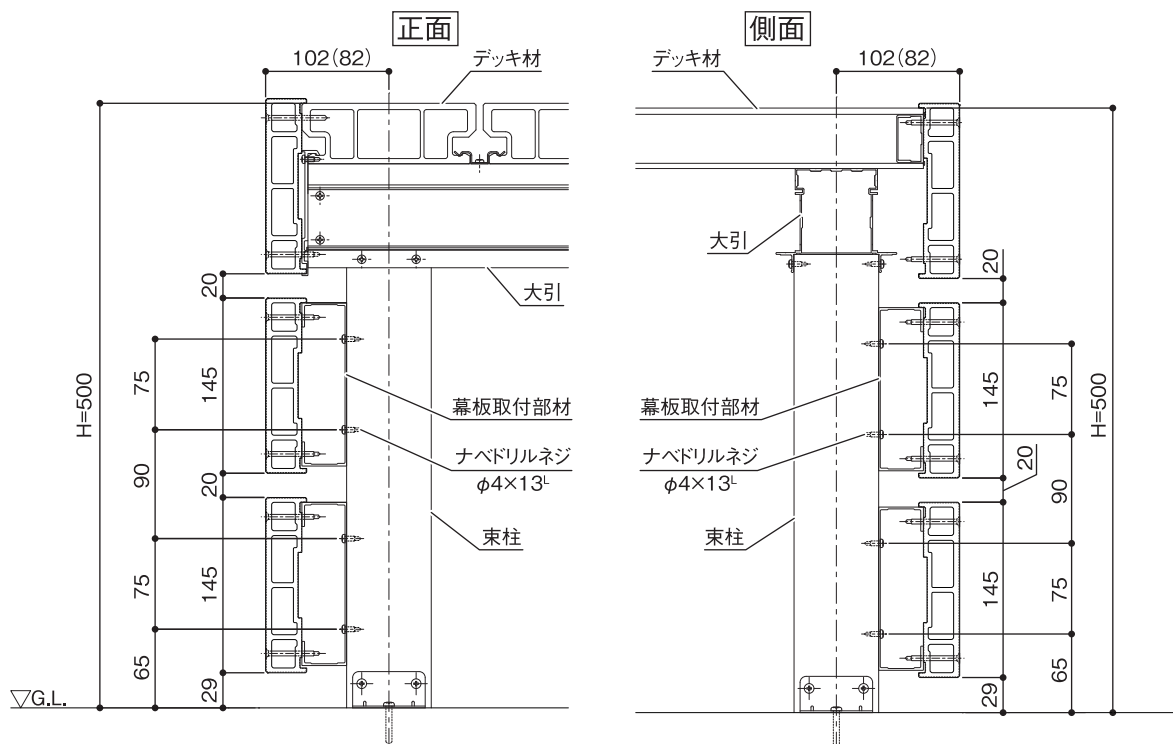 正面
側面
102(82)
デッキ材
デッキ材
102(82)
大引
20
大引
20
H=500
75
145
幕板取付部材
幕板取付部材
145
75
H=500
ナベドリルネジ
φ4×13L
ナベドリルネジ
φ4×13L
90
20
20
90
束柱
束柱
75
145
145
75
65
29
29
65
▽G.L.